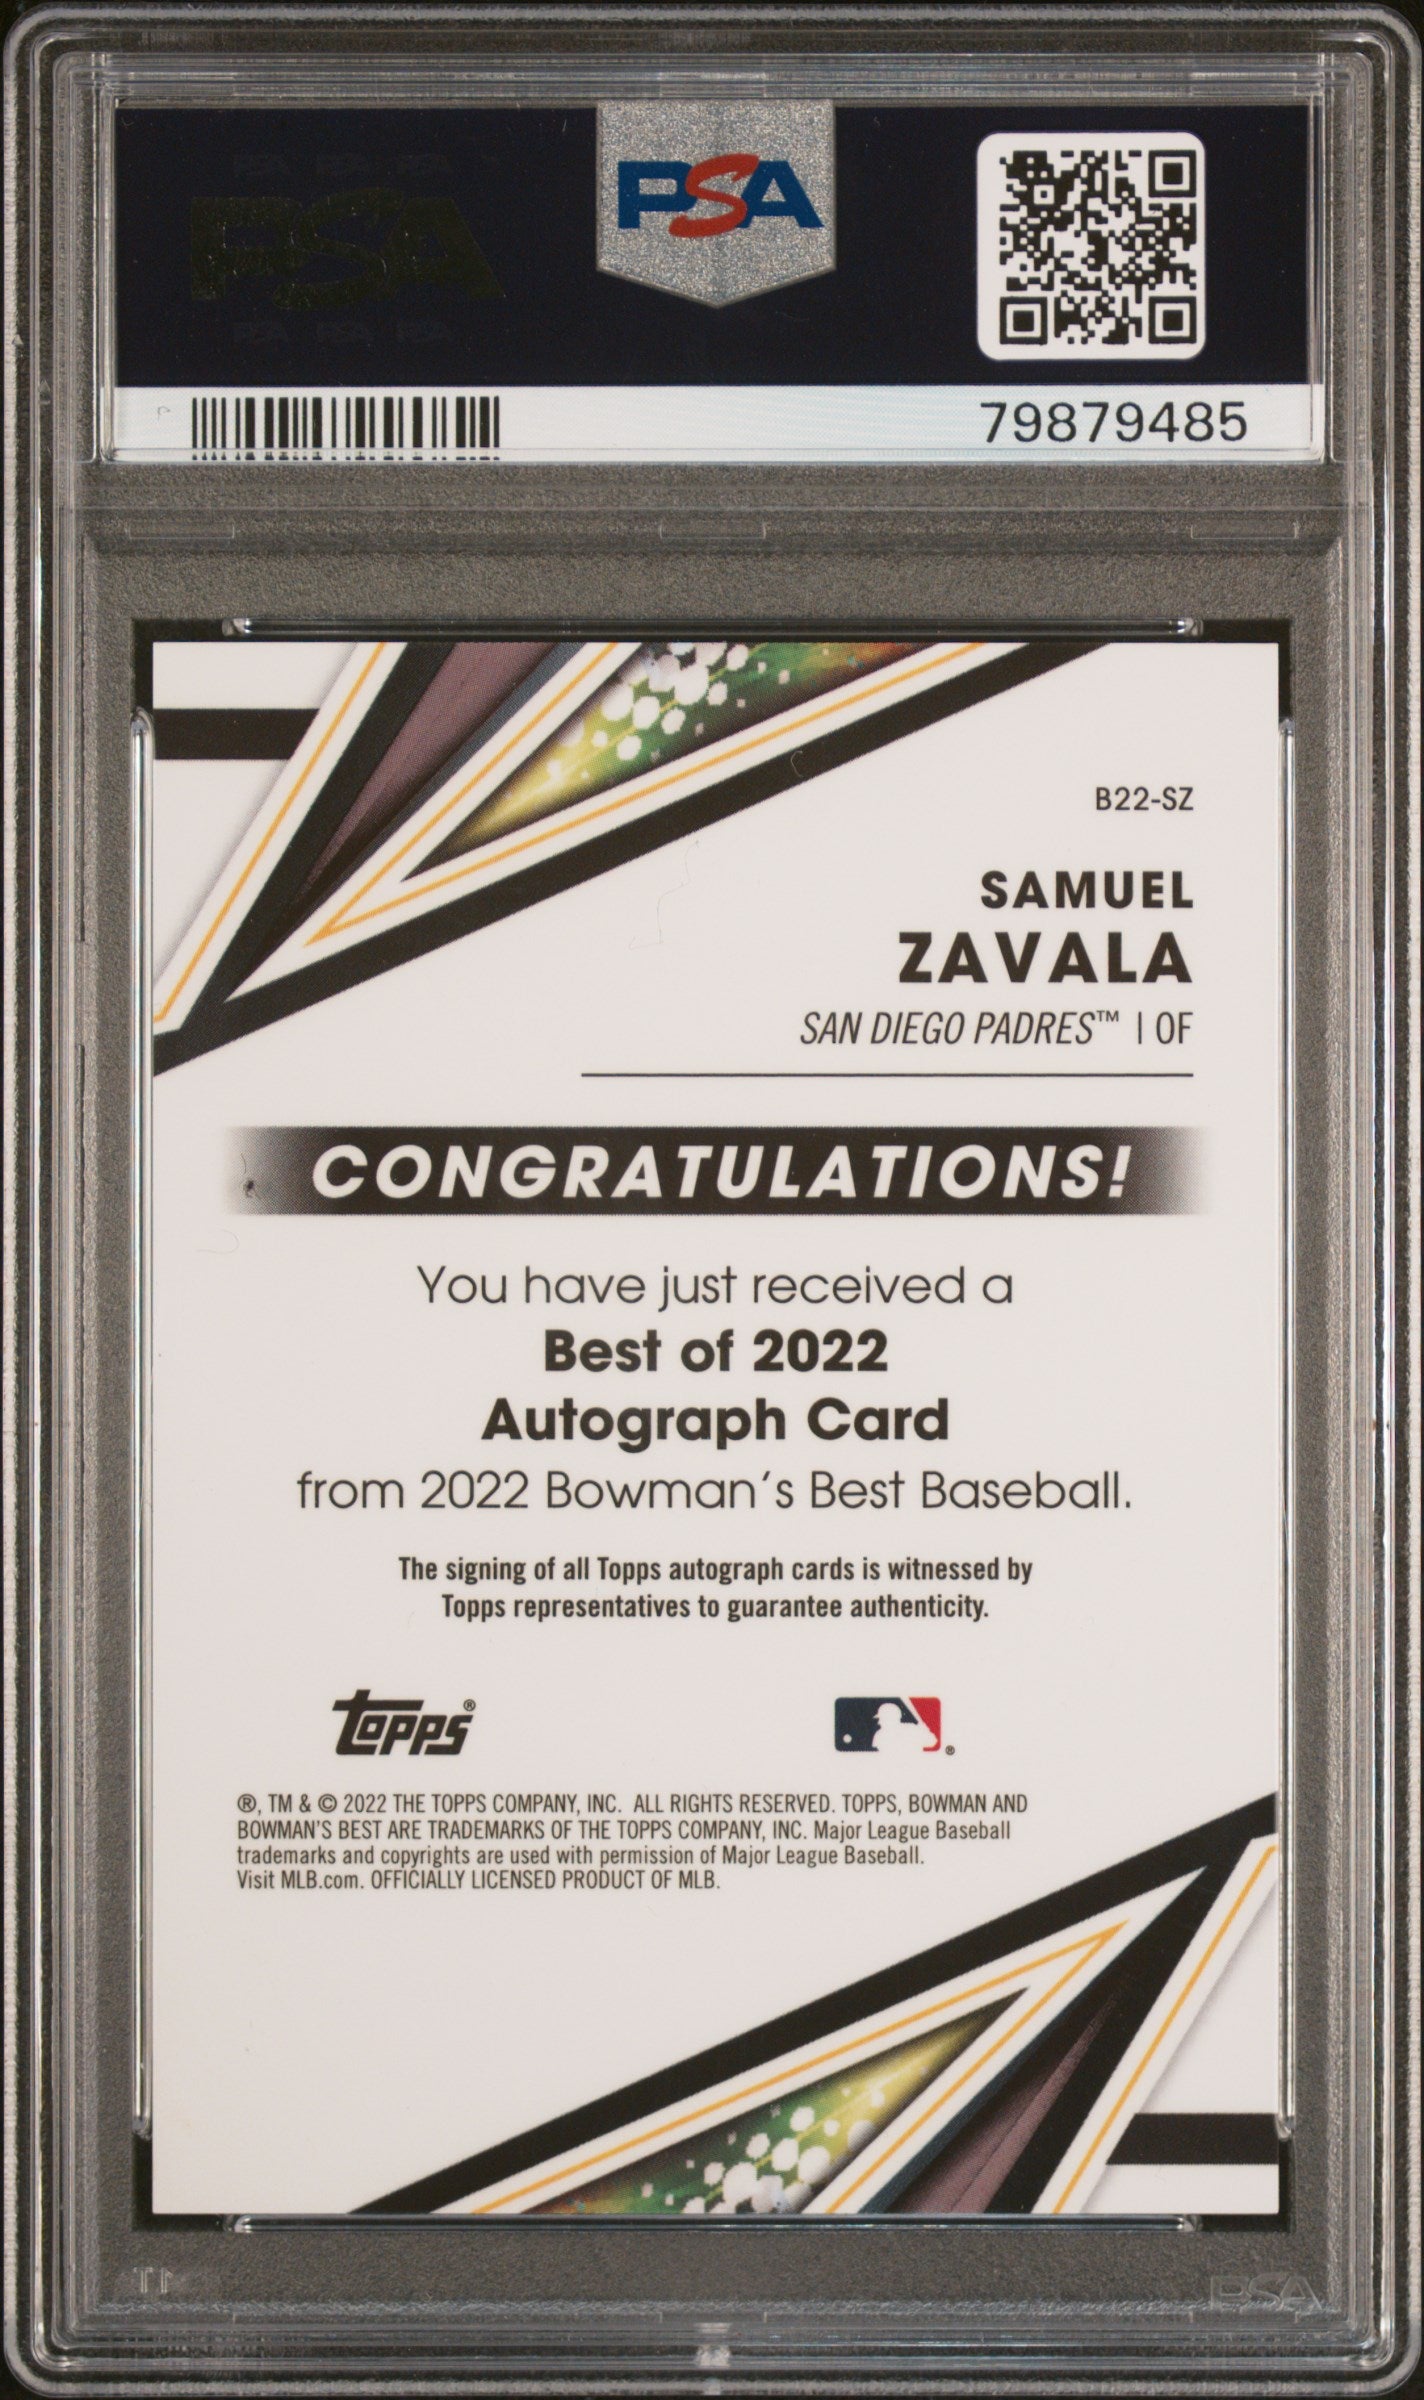 PSA
PSA
79879485
B22-SZ
SAMUEL
ZAVALA
SAN DIEGO PADRES™ | OF
CONGRATULATIONS!
You have just received a
Best of 2022
Autograph Card
from 2022 Bowman's Best Baseball.
The signing of all Topps autograph cards is witnessed by
Topps representatives to guarantee authenticity.
Topps®
®
®, TM & © 2022 THE TOPPS COMPANY, INC. ALL RIGHTS RESERVED. TOPPS, BOWMAN AND
BOWMAN'S BEST ARE TRADEMARKS OF THE TOPPS COMPANY, INC. Major League Baseball
trademarks and copyrights are used with permission of Major League Baseball.
Visit MLB.com. OFFICIALLY LICENSED PRODUCT OF MLB.
PSA